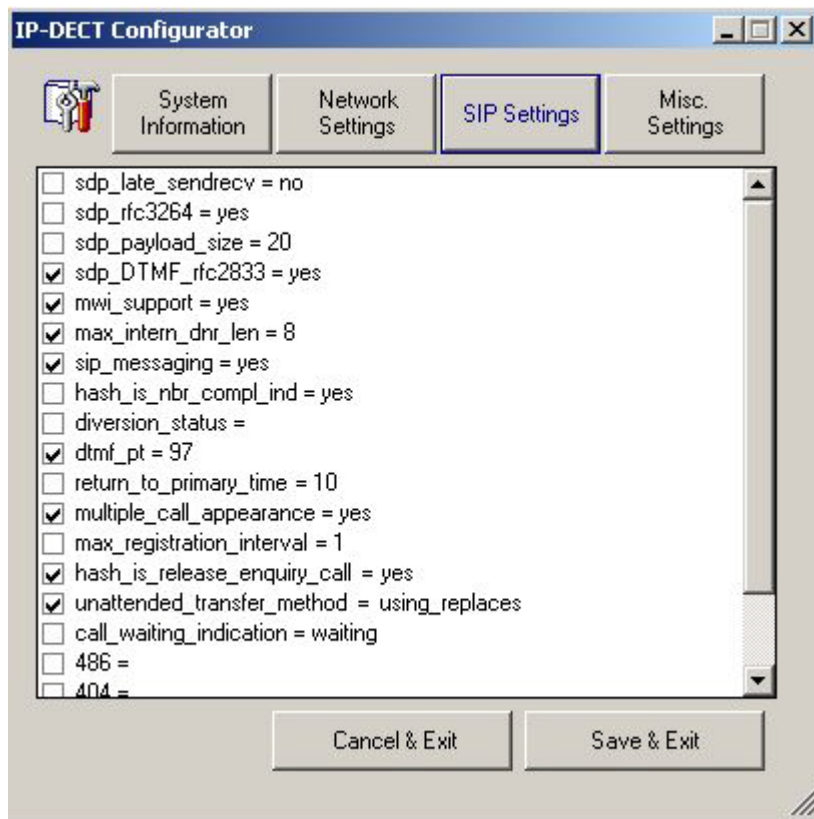 IP-DECT Configurator
System Information
Network Settings
SIP Settings
Misc. Settings
sdp_late_sendrecv = no
sdp_rfc3264 = yes
sdp_payload_size = 20
sdp_DTMF_rfc2833 = yes
mwi_support = yes
max_intern_dnr_len = 8
sip_messaging = yes
hash_is_nbr_compl_ind = yes
diversion_status =
dtmf_pt = 97
return_to_primary_time = 10
multiple_call_appearance = yes
max_registration_interval = 1
hash_is_release_enquiry_call = yes
unattended_transfer_method = using_replaces
call_waiting_indication = waiting
486 =
404 =
Cancel & Exit
Save & Exit